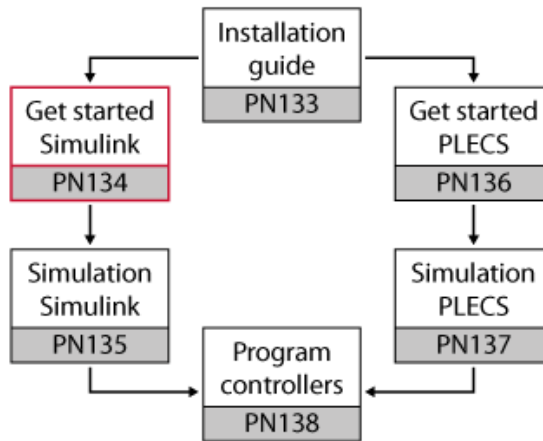 Installation
guide
PN133
Get started
Simulink
PN134
Get started
PLECS
PN136
Simulation
Simulink
PN135
Simulation
PLECS
PN137
Program
controllers
PN138